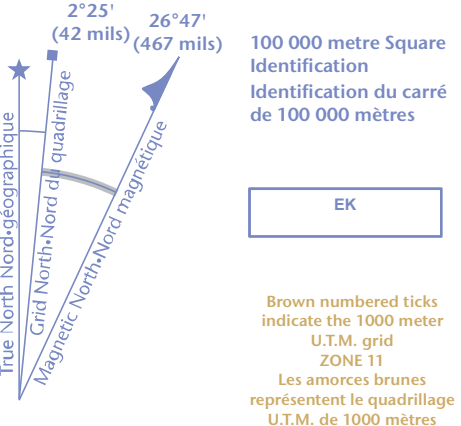 2°25'
(42 mils)
26°47'
(467 mils)
True North Nord•géographique
Grid North•Nord du quadrillage
Magnetic North•Nord magnétique
100 000 metre Square
Identification
Identification du carré
de 100 000 mètres
EK
Brown numbered ticks
indicate the 1000 meter
U.T.M. grid
ZONE 11
Les amorces brunes
représentent le quadrillage
U.T.M. de 1000 mètres